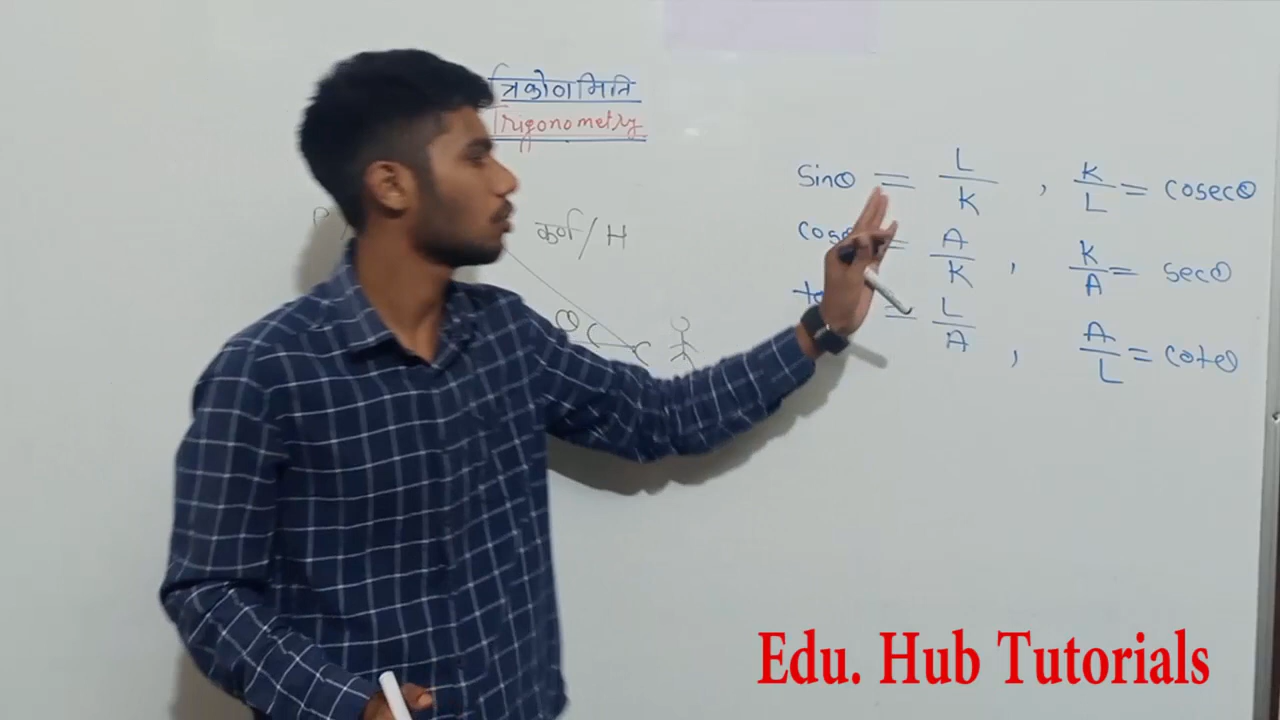 त्रिकोणमिति
Trigonometry
P
कर्ण/H
θ
C
Sinθ = L/K , K/L = cosecθ
= A/K , K/A = secθ
= L/A , A/L = cotθ
Edu. Hub Tutorials